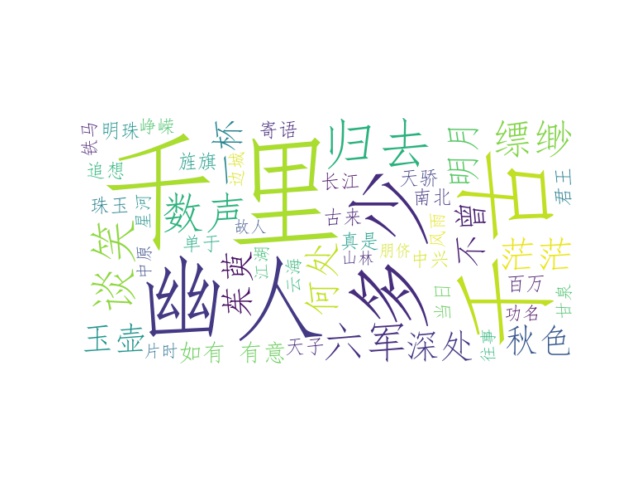 铁马
明珠
峥嵘
一杯
寄语
归去
明月
缥缈
追想
旌旗
边城
千里
长江
天骄
南北
君王
珠玉
星河
数声
古来
多少
不曾
千古
谈笑
中原
单于
故人
真是
风雨
茫茫
茱萸
江湖
云海
何处
山林
朋侪
中兴
百万
幽人
当日
功名
甘泉
玉壶
片时
如有
有意
天子
六军
深处
往事
秋色